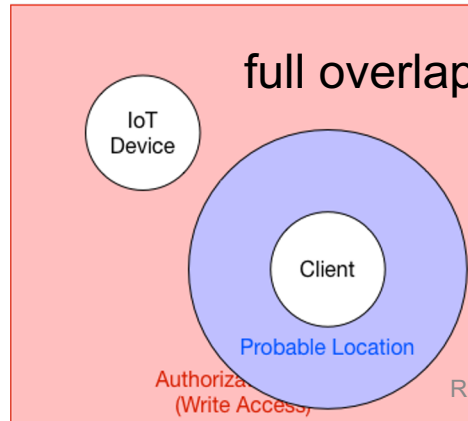 full overlap
IoT
Device
Client
Probable Location
Authoriza
(Write Access)
R